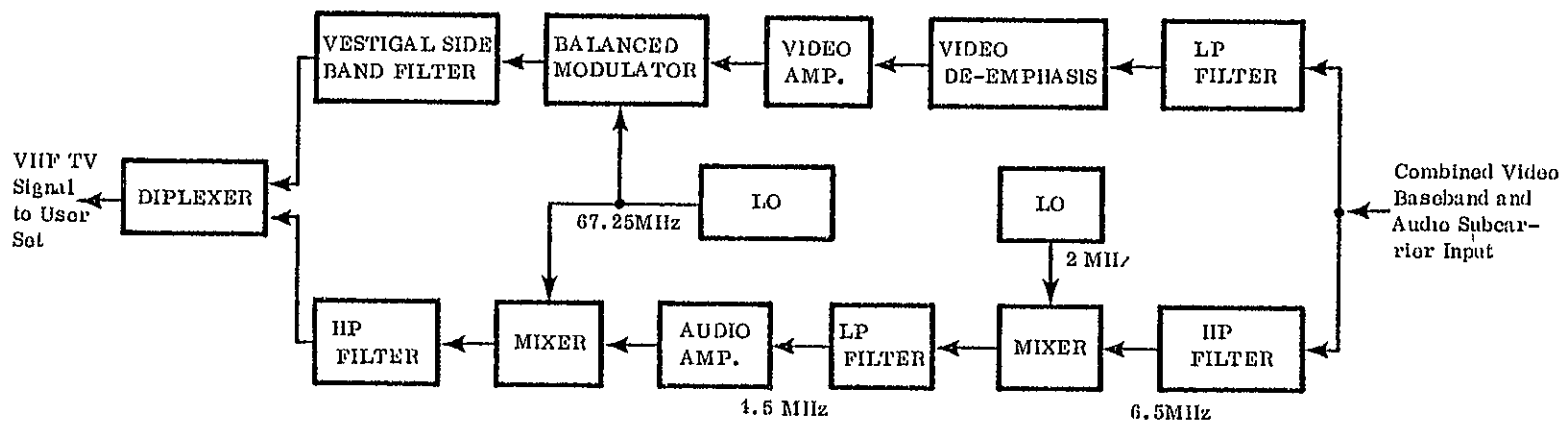 VESTIGAL SIDE
BAND FILTER
BALANCED
MODULATOR
VIDEO
AMP.
VIDEO
DE-EMPHASIS
LP
FILTER
VHF TV
Signal
to User
Set
DIPLEXER
67.25MHz
LO
LO
2 MHz
Combined Video
Baseband and
Audio Subcar-
rier Input
HP
FILTER
MIXER
AUDIO
AMP.
LP
FILTER
MIXER
HP
FILTER
4.5 MHz
6.5MHz